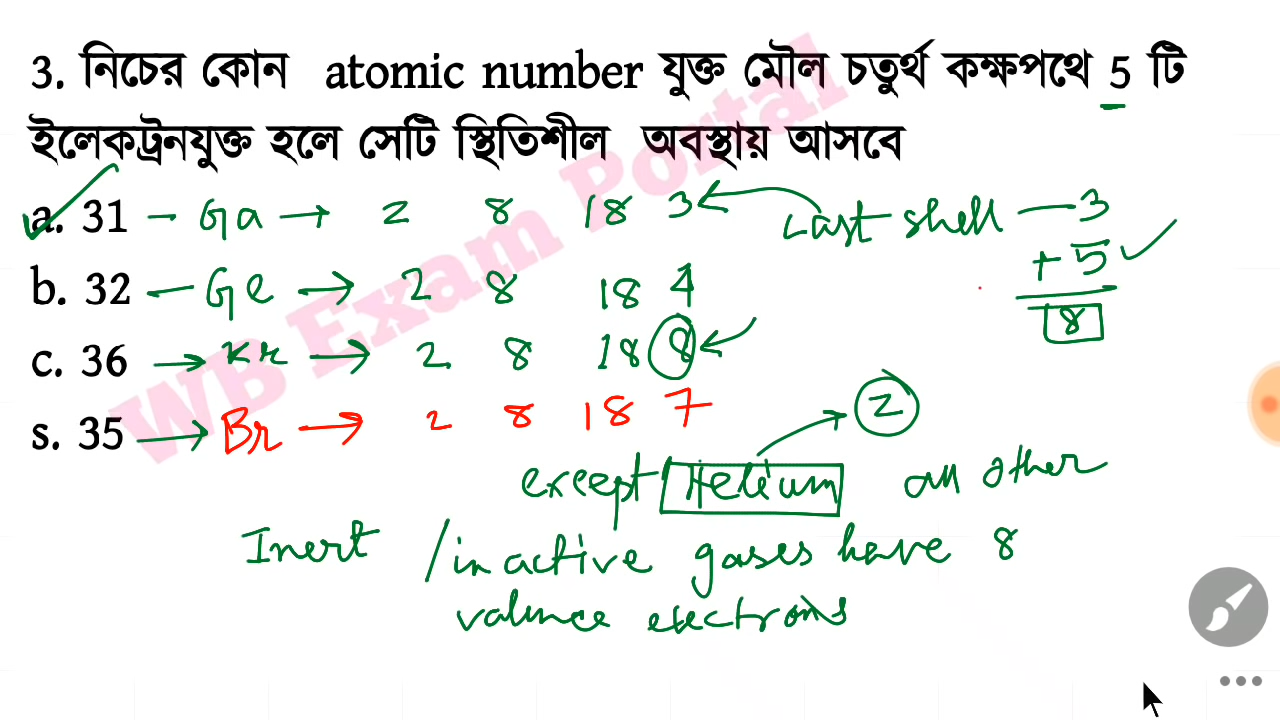 3. নিচের কোন atomic number যুক্ত মৌল চতুর্থ কক্ষপথে 5 টি
ইলেকট্রনযুক্ত হলে সেটি স্থিতিশীল অবস্থায় আসবে
a. 31 - Ga → 2 8 18 3 ← Last shell — 3
+ 5
8
b. 32 — Ge → 2 8 18 4
c. 36 → Kr → 2 8 18 8 ←
s. 35 → Br → 2 8 18 7
2
except Helium all other
Inert / inactive gases have 8
valence electrons
WB Exam Portal